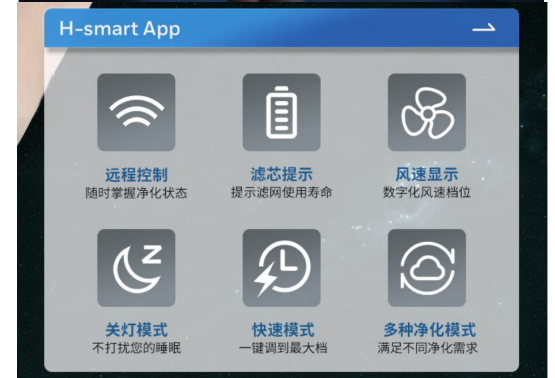 H-smart App
远程控制
随时掌握净化状态
滤芯提示
提示滤网使用寿命
风速显示
数字化风速档位
关灯模式
不打扰您的睡眠
快速模式
一键调到最大档
多种净化模式
满足不同净化需求